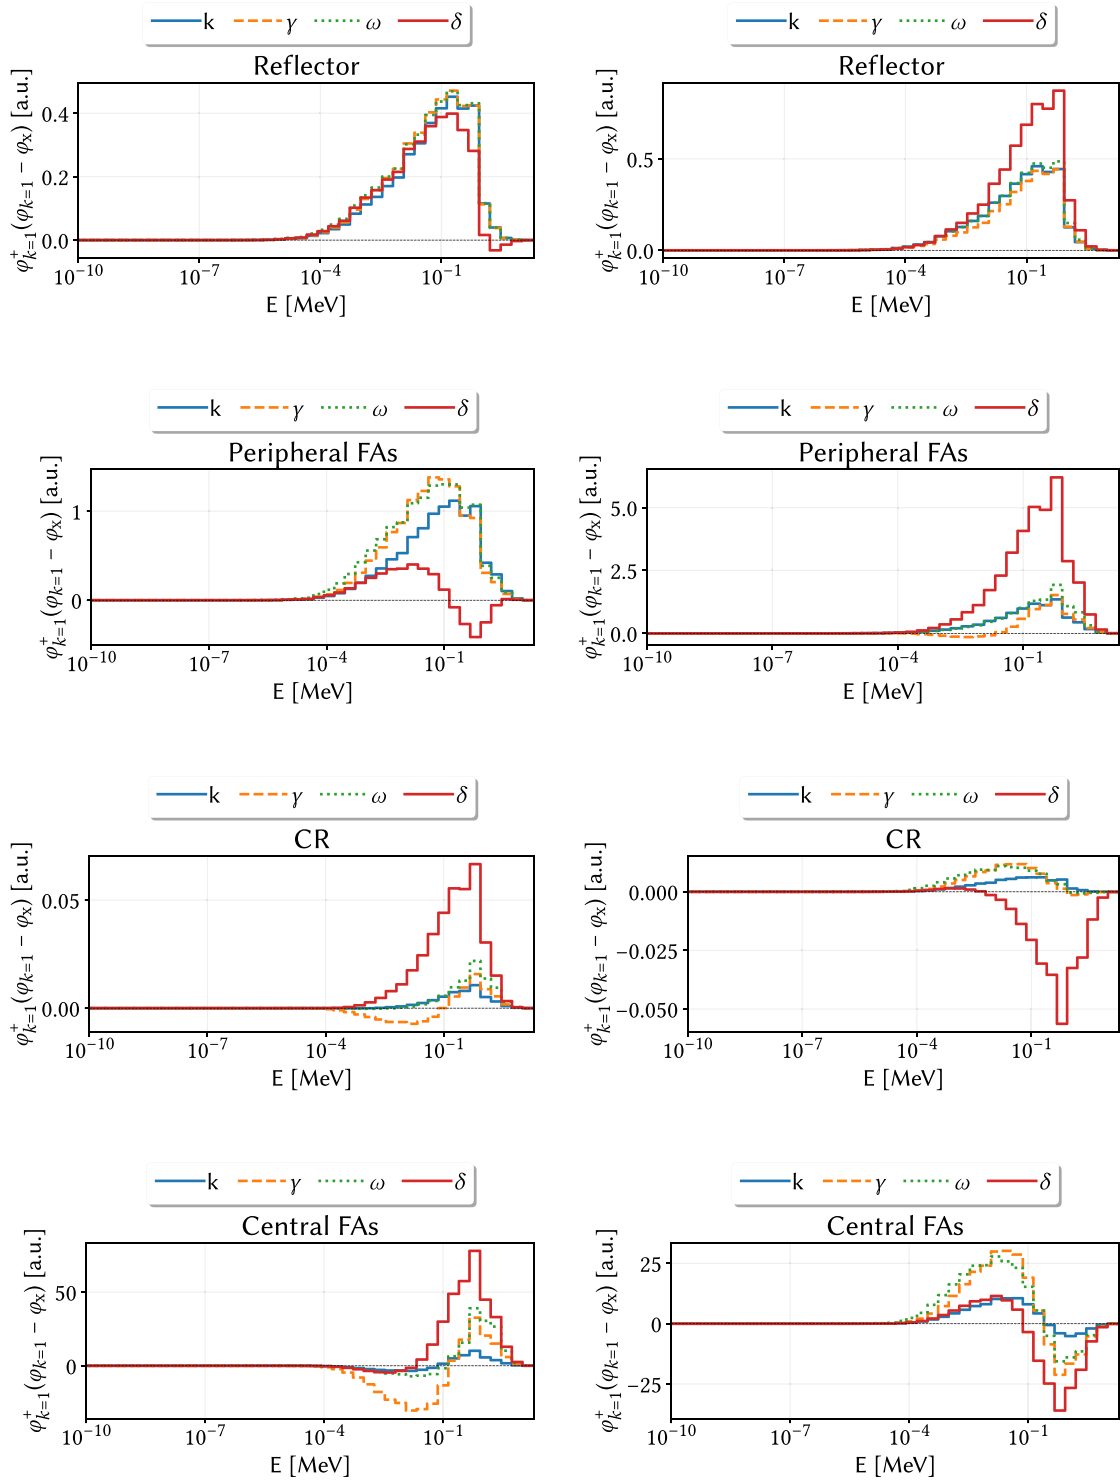 k γ ω δ
Reflector
φ⁺ₖ₌₁(φₖ₌₁ − φₓ) [a.u.]
0.4
0.2
0.0
10⁻¹⁰ 10⁻⁷ 10⁻⁴ 10⁻¹
E [MeV]
k γ ω δ
Reflector
φ⁺ₖ₌₁(φₖ₌₁ − φₓ) [a.u.]
0.5
0.0
10⁻¹⁰ 10⁻⁷ 10⁻⁴ 10⁻¹
E [MeV]
k γ ω δ
Peripheral FAs
φ⁺ₖ₌₁(φₖ₌₁ − φₓ) [a.u.]
1
0
10⁻¹⁰ 10⁻⁷ 10⁻⁴ 10⁻¹
E [MeV]
k γ ω δ
Peripheral FAs
φ⁺ₖ₌₁(φₖ₌₁ − φₓ) [a.u.]
5.0
2.5
0.0
10⁻¹⁰ 10⁻⁷ 10⁻⁴ 10⁻¹
E [MeV]
k γ ω δ
CR
φ⁺ₖ₌₁(φₖ₌₁ − φₓ) [a.u.]
0.05
0.00
10⁻¹⁰ 10⁻⁷ 10⁻⁴ 10⁻¹
E [MeV]
k γ ω δ
CR
φ⁺ₖ₌₁(φₖ₌₁ − φₓ) [a.u.]
0.000
−0.025
−0.050
10⁻¹⁰ 10⁻⁷ 10⁻⁴ 10⁻¹
E [MeV]
k γ ω δ
Central FAs
φ⁺ₖ₌₁(φₖ₌₁ − φₓ) [a.u.]
50
0
10⁻¹⁰ 10⁻⁷ 10⁻⁴ 10⁻¹
E [MeV]
k γ ω δ
Central FAs
φ⁺ₖ₌₁(φₖ₌₁ − φₓ) [a.u.]
25
0
−25
10⁻¹⁰ 10⁻⁷ 10⁻⁴ 10⁻¹
E [MeV]